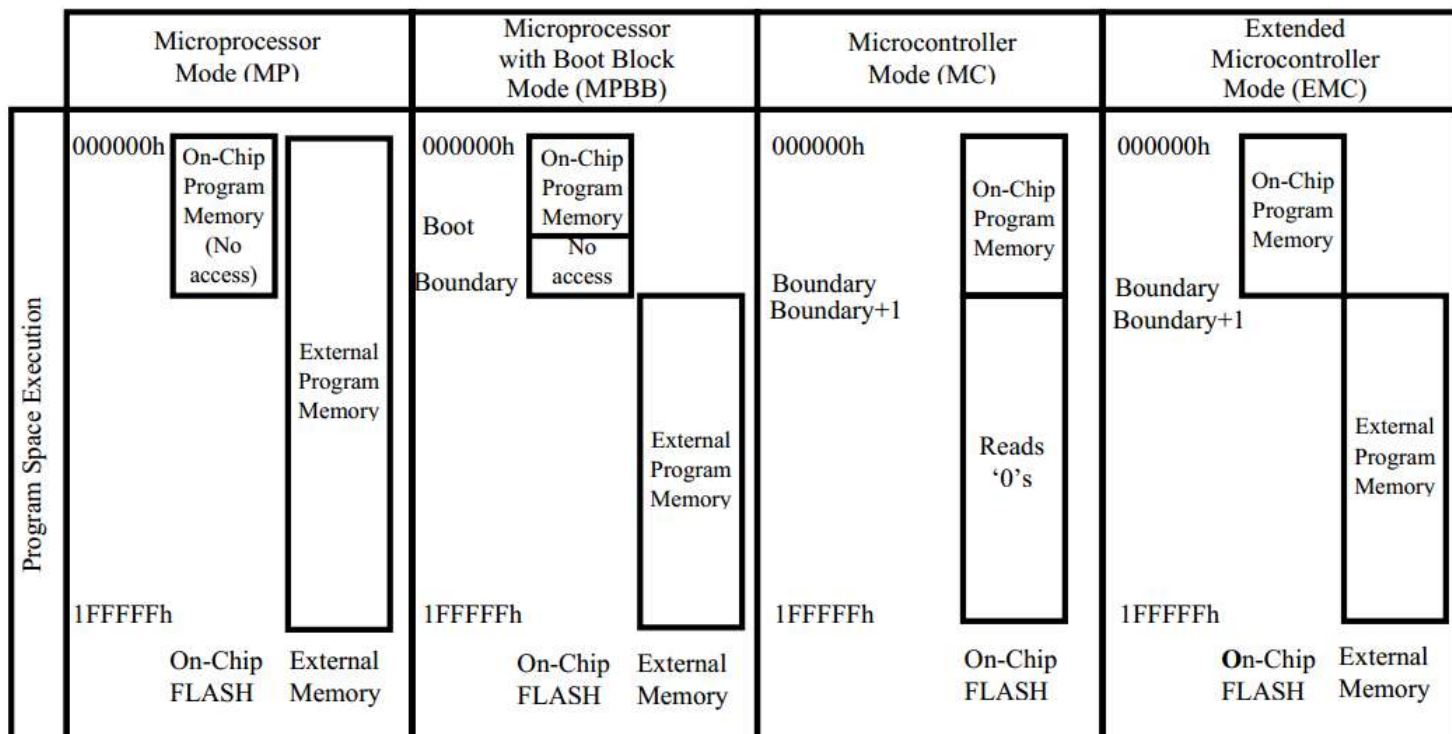 Microprocessor
Mode (MP)
Microprocessor
with Boot Block
Mode (MPBB)
Microcontroller
Mode (MC)
Extended
Microcontroller
Mode (EMC)
Program Space Execution
000000h
On-Chip
Program
Memory
(No
access)
External
Program
Memory
1FFFFFh
On-Chip
FLASH
External
Memory
000000h
On-Chip
Program
Memory
Boot
No
access
Boundary
External
Program
Memory
1FFFFFh
On-Chip
FLASH
External
Memory
000000h
On-Chip
Program
Memory
Boundary
Boundary+1
Reads
‘0’s
1FFFFFh
On-Chip
FLASH
000000h
On-Chip
Program
Memory
Boundary
Boundary+1
External
Program
Memory
1FFFFFh
On-Chip
FLASH
External
Memory